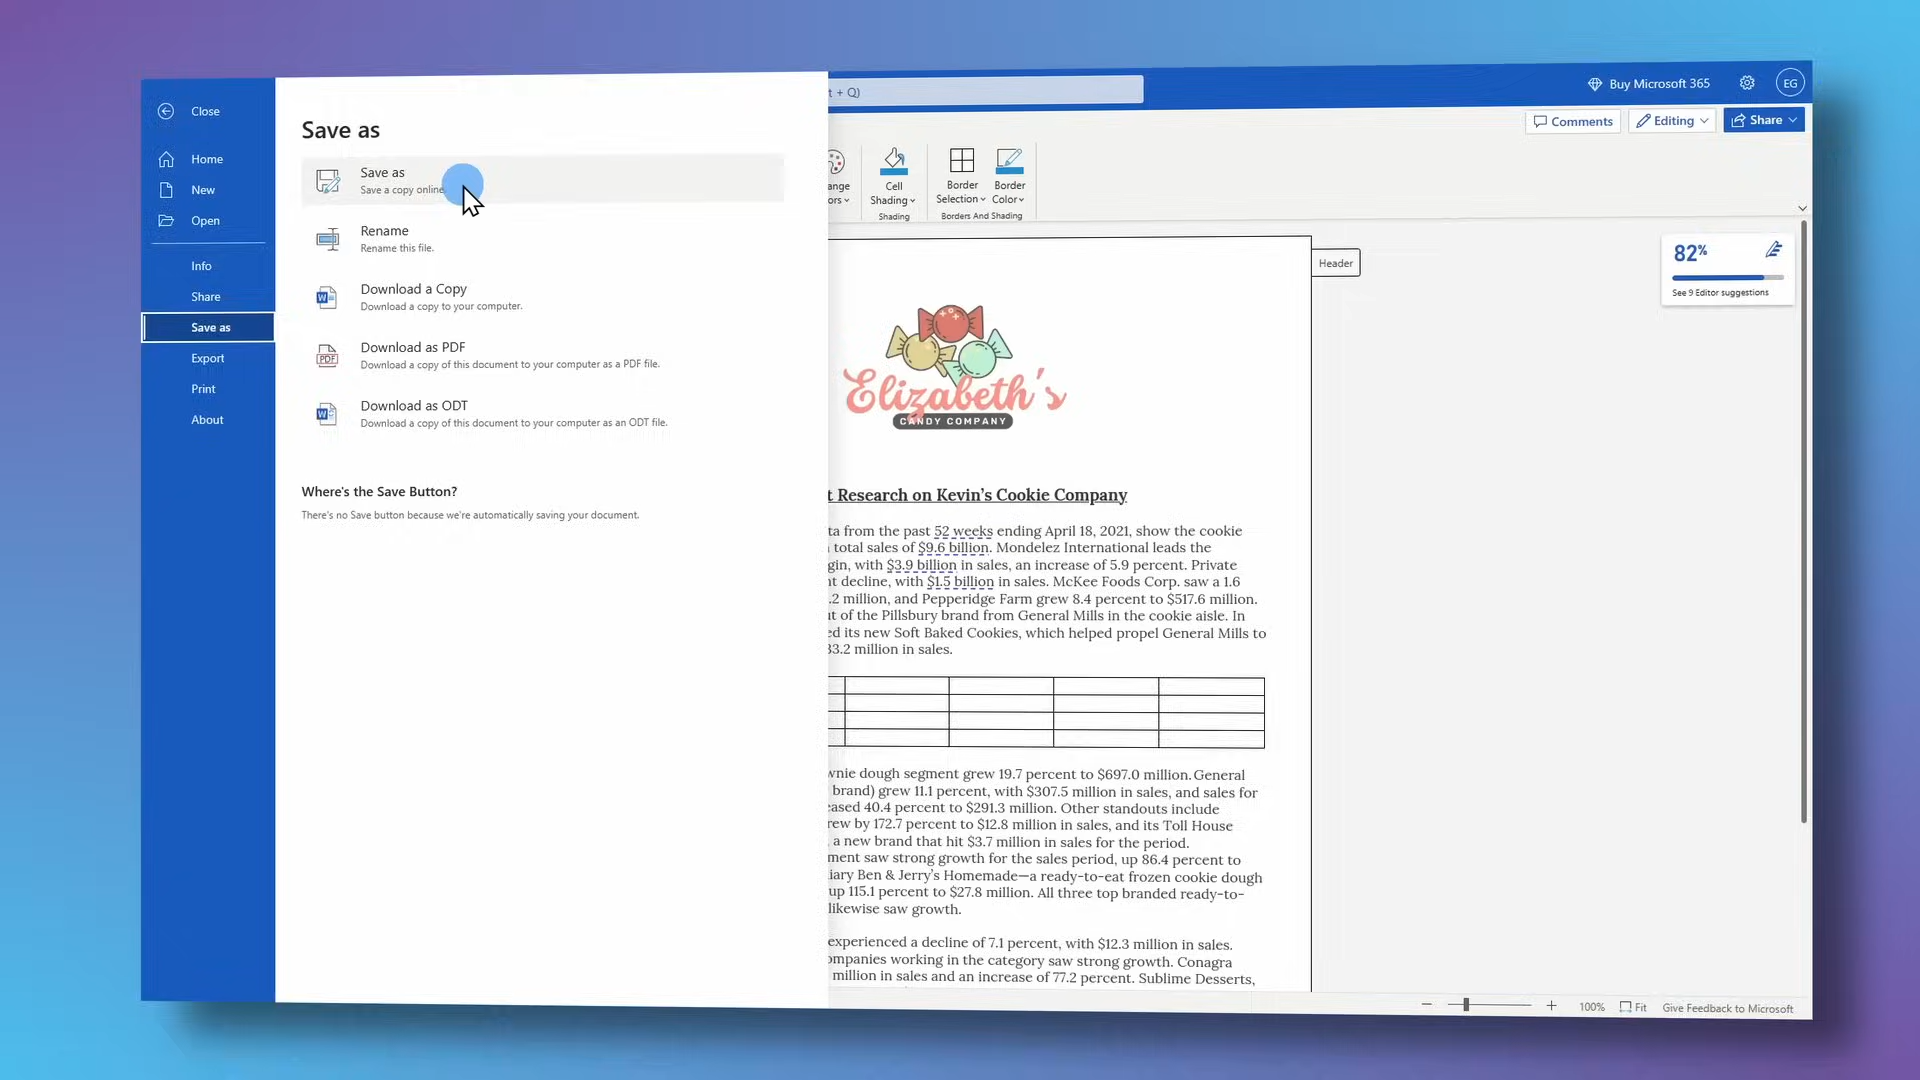 Close
Home
New
Open
Info
Share
Save as
Export
Print
About
Save as
Save as
Save a copy online
Rename
Rename this file.
Download a Copy
Download a copy to your computer.
PDF
Download as PDF
Download a copy of this document to your computer as a PDF file.
Download as ODT
Download a copy of this document to your computer as an ODT file.
Where's the Save Button?
There's no Save button because we're automatically saving your document.
+ Q)
Buy Microsoft 365
EG
Comments
Editing
Share
Cell
Shading
Shading
Border
Selection
Border
Color
Borders And Shading
Header
82%
See 9 Editor suggestions
Elizabeth's
CANDY COMPANY
Research on Kevin's Cookie Company
from the past 52 weeks ending April 18, 2021, show the cookie
total sales of $9.6 billion. Mondelez International leads the
with $3.9 billion in sales, an increase of 5.9 percent. Private
decline, with $1.5 billion in sales. McKee Foods Corp. saw a 1.6
.2 million, and Pepperidge Farm grew 8.4 percent to $517.6 million.
of the Pillsbury brand from General Mills in the cookie aisle. In
ed its new Soft Baked Cookies, which helped propel General Mills to
33.2 million in sales.
wnie dough segment grew 19.7 percent to $697.0 million. General
brand) grew 11.1 percent, with $307.5 million in sales, and sales for
eased 40.4 percent to $291.3 million. Other standouts include
rew by 172.7 percent to $12.8 million in sales, and its Toll House
, a new brand that hit $3.7 million in sales for the period.
ment saw strong growth for the sales period, up 86.4 percent to
iary Ben & Jerry's Homemade—a ready-to-eat frozen cookie dough
up 115.1 percent to $27.8 million. All three top branded ready-to-
likewise saw growth.
experienced a decline of 7.1 percent, with $12.3 million in sales.
ompanies working in the category saw strong growth. Conagra
million in sales and an increase of 77.2 percent. Sublime Desserts,
100%
Fit
Give Feedback to Microsoft